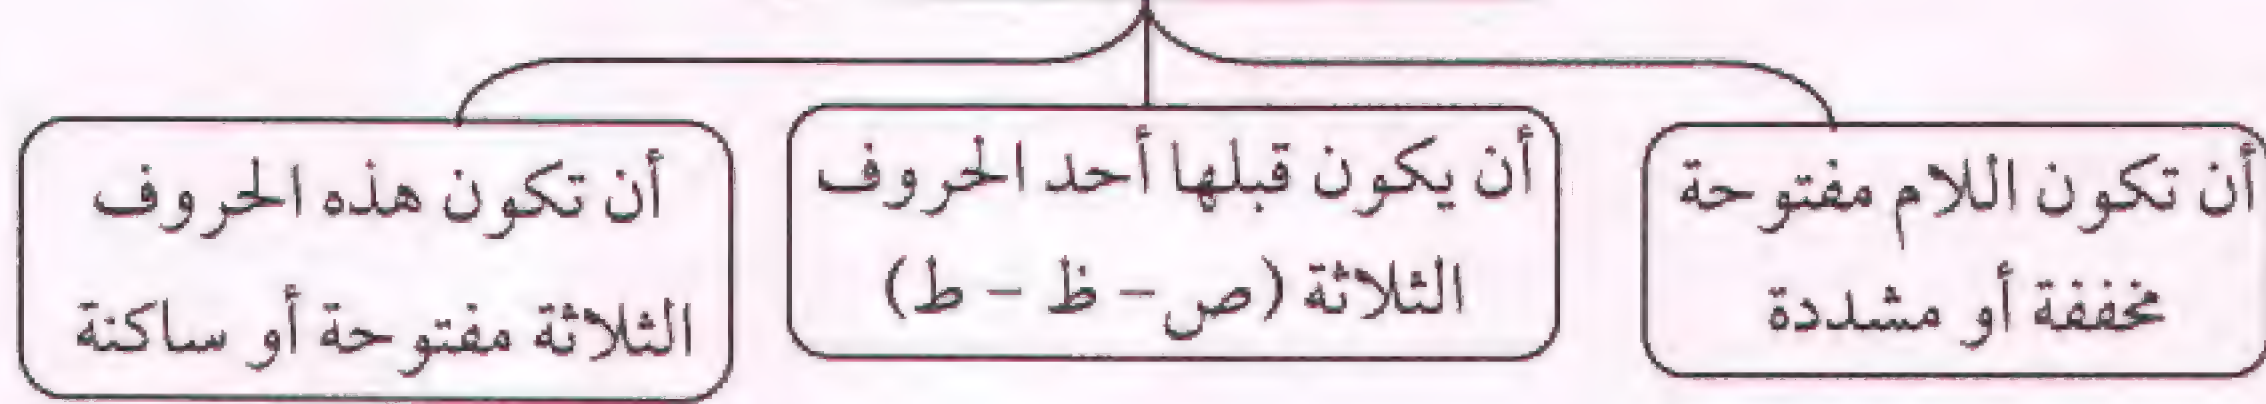 أن تكون اللام مفتوحة
مخففة أو مشددة
أن يكون قبلها أحد الحروف
الثلاثة (ص - ظ - ط)
أن تكون هذه الحروف
الثلاثة مفتوحة أو ساكنة